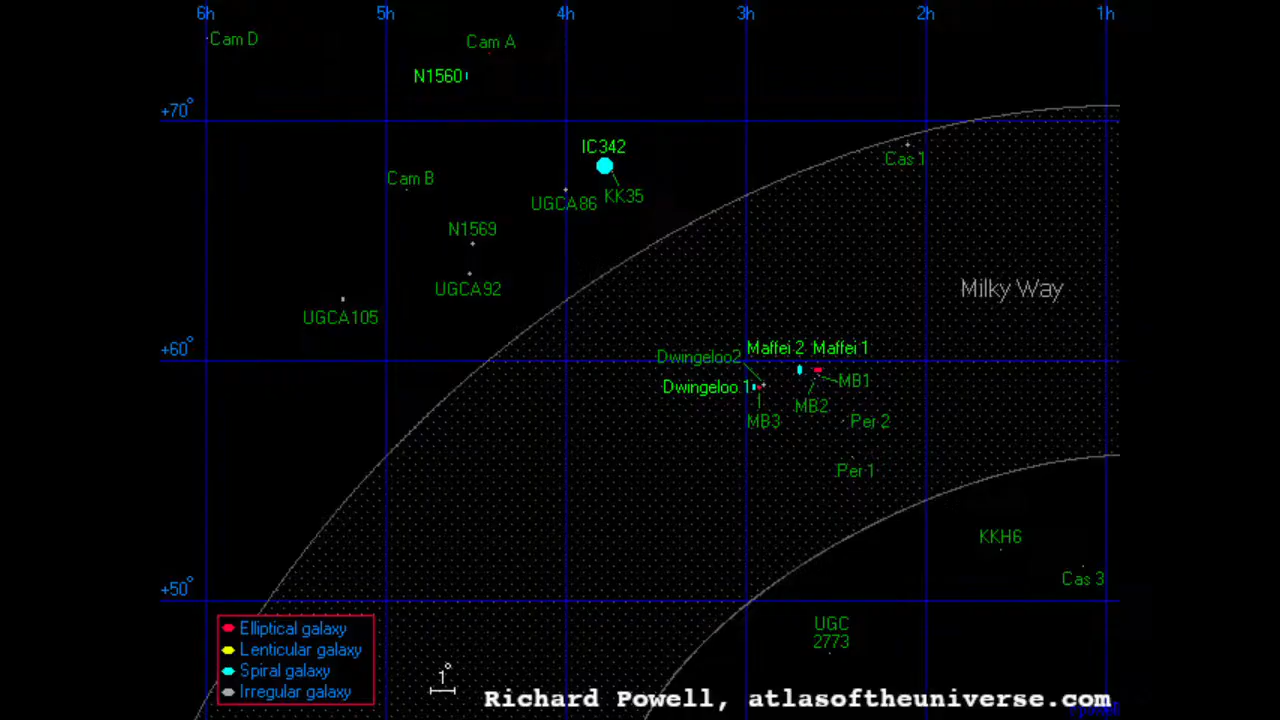 6h 5h 4h 3h 2h 1h
Cam D
Cam A
N1560
+70°
IC342
Cas 1
Cam B
KK35
UGCA86
N1569
UGCA92
Milky Way
UGCA105
+60°
Maffei 2 Maffei 1
Dwingeloo2
MB1
Dwingeloo 1
MB2
MB3
Per 2
Per 1
KKH6
Cas 3
+50°
UGC
2773
Elliptical galaxy
Lenticular galaxy
Spiral galaxy
Irregular galaxy
1°
Richard Powell, atlasoftheuniverse.com